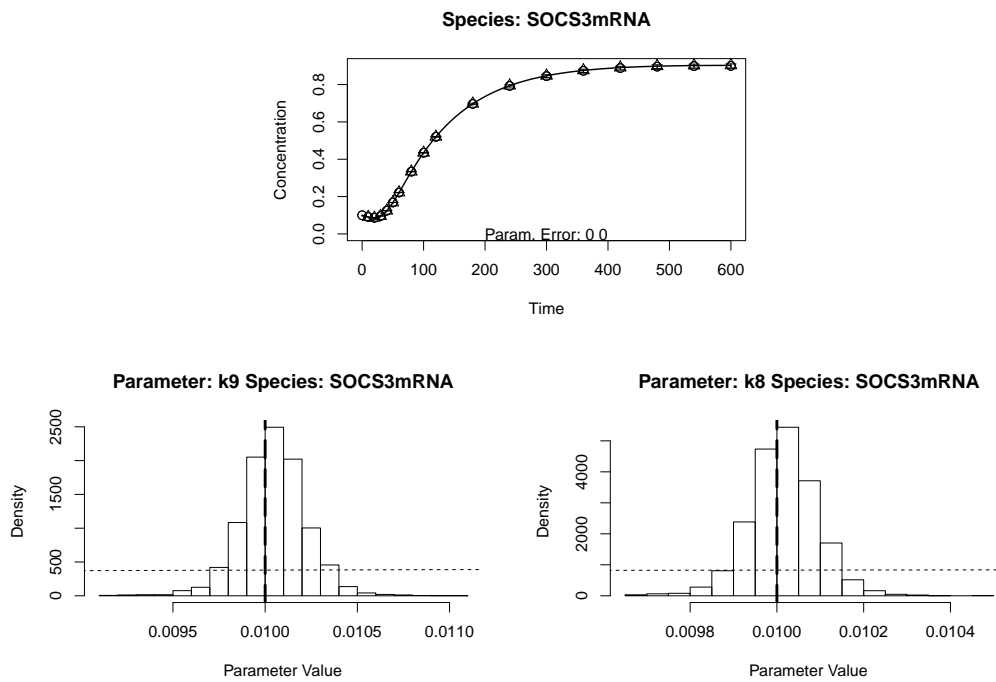 Species: SOCS3mRNA
Concentration
0.8
0.6
0.4
0.2
0.0
Param. Error: 0 0
0 100 200 300 400 500 600
Time
Parameter: k9 Species: SOCS3mRNA
Density
2500
1500
500
0
0.0095 0.0100 0.0105 0.0110
Parameter Value
Parameter: k8 Species: SOCS3mRNA
Density
4000
2000
0
0.0098 0.0100 0.0102 0.0104
Parameter Value